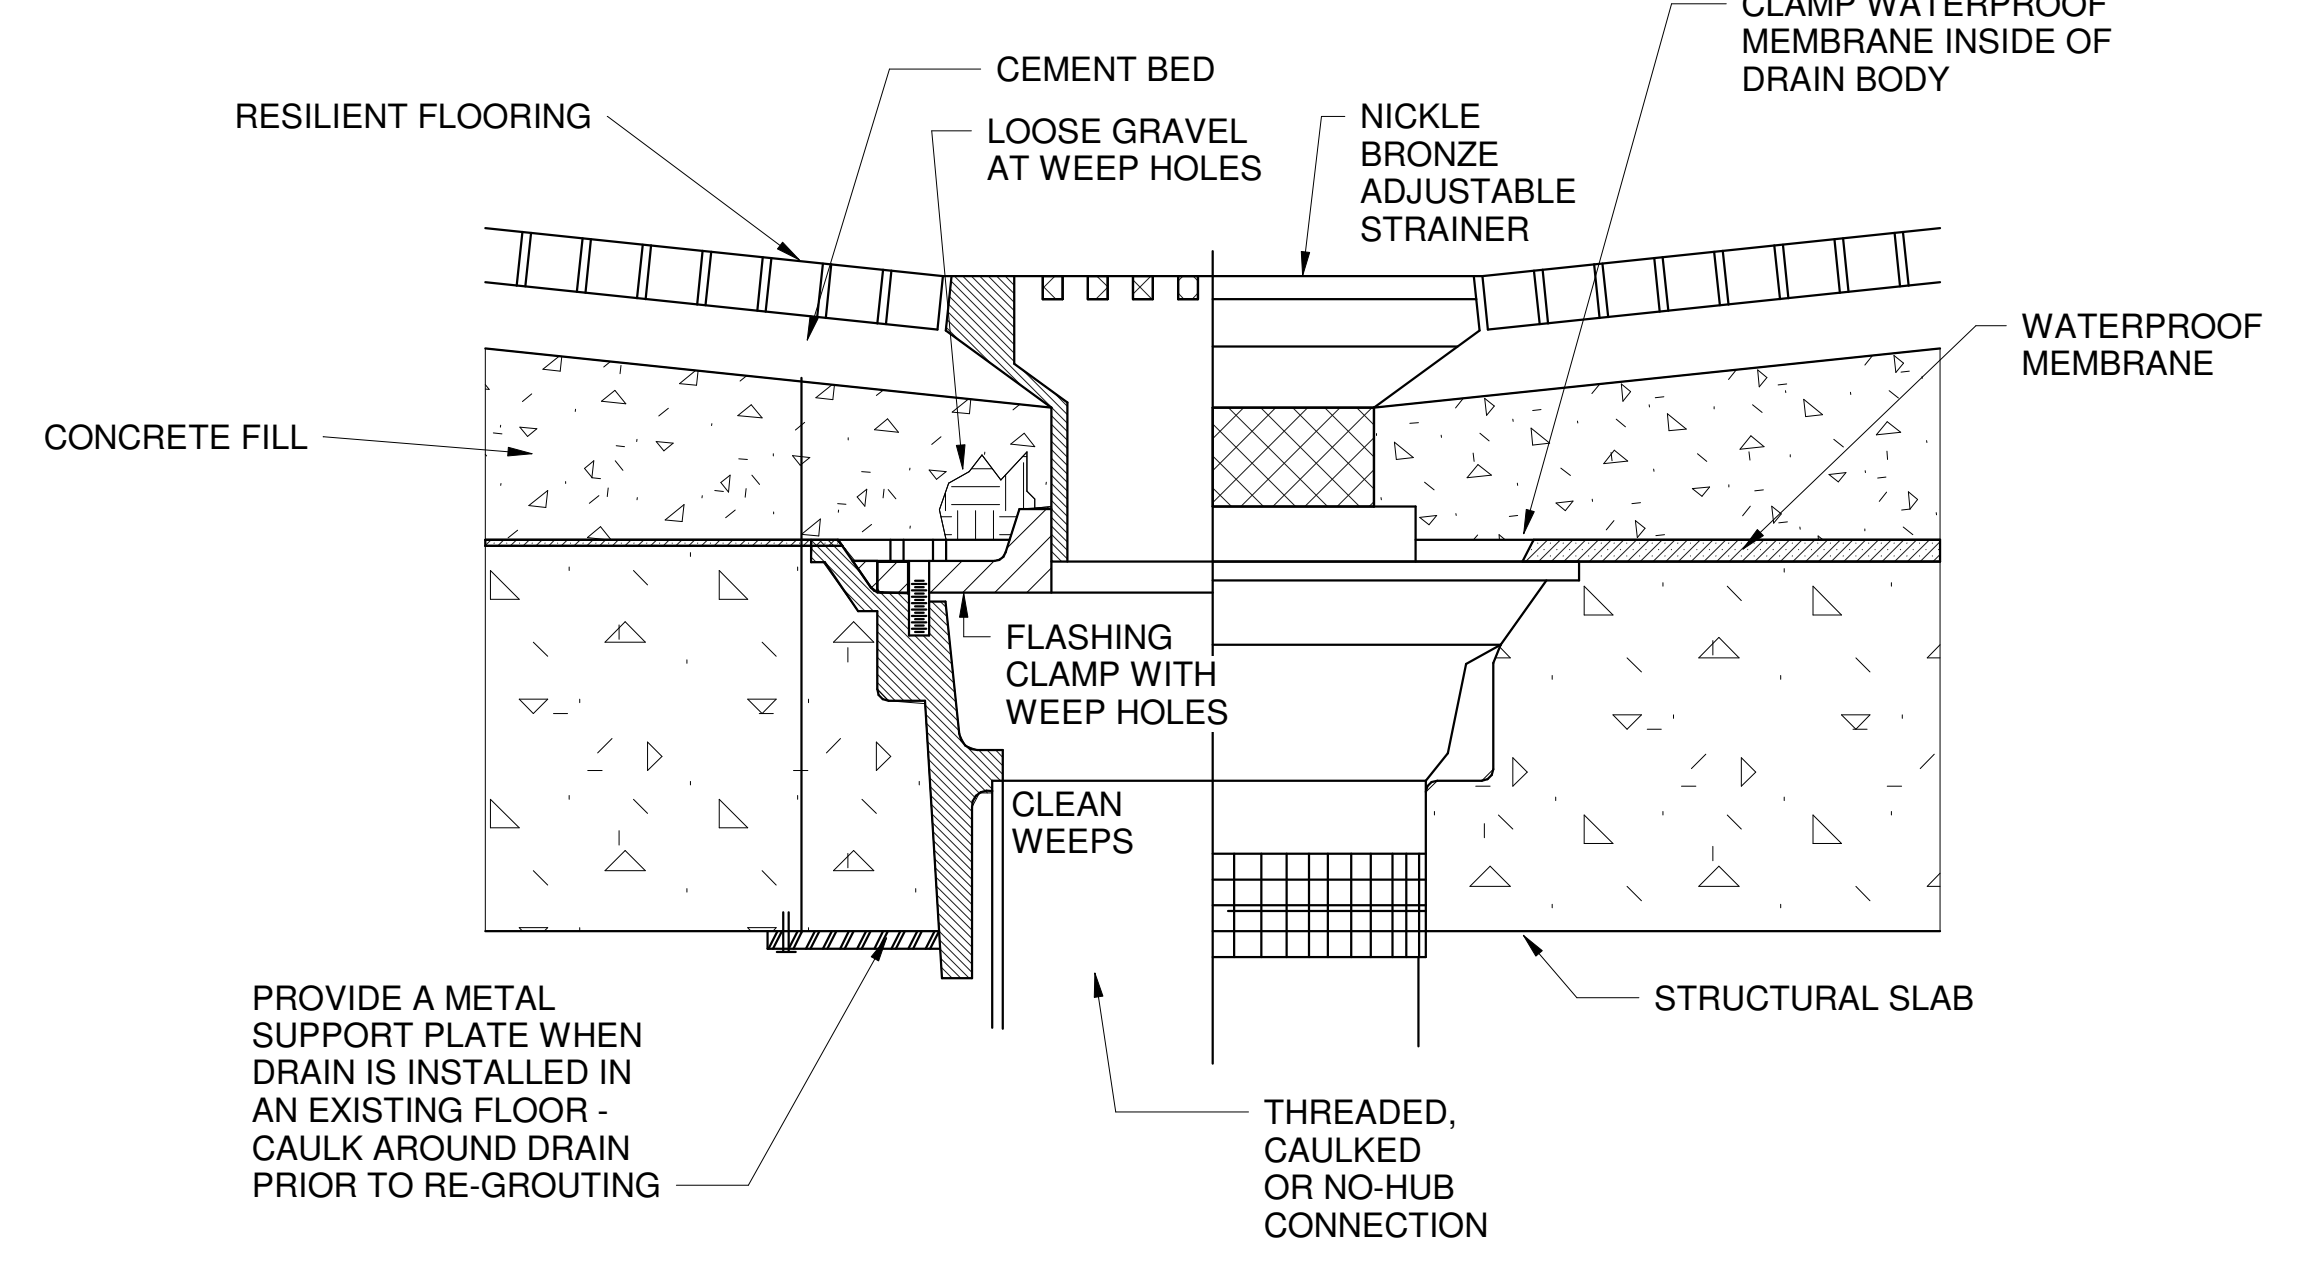 CLAMP WATERPROOF
MEMBRANE INSIDE OF
DRAIN BODY
CEMENT BED
RESILIENT FLOORING
LOOSE GRAVEL
AT WEEP HOLES
NICKLE
BRONZE
ADJUSTABLE
STRAINER
WATERPROOF
MEMBRANE
CONCRETE FILL
FLASHING
CLAMP WITH
WEEP HOLES
CLEAN
WEEPS
PROVIDE A METAL
SUPPORT PLATE WHEN
DRAIN IS INSTALLED IN
AN EXISTING FLOOR -
CAULK AROUND DRAIN
PRIOR TO RE-GROUTING
STRUCTURAL SLAB
THREADED,
CAULKED
OR NO-HUB
CONNECTION